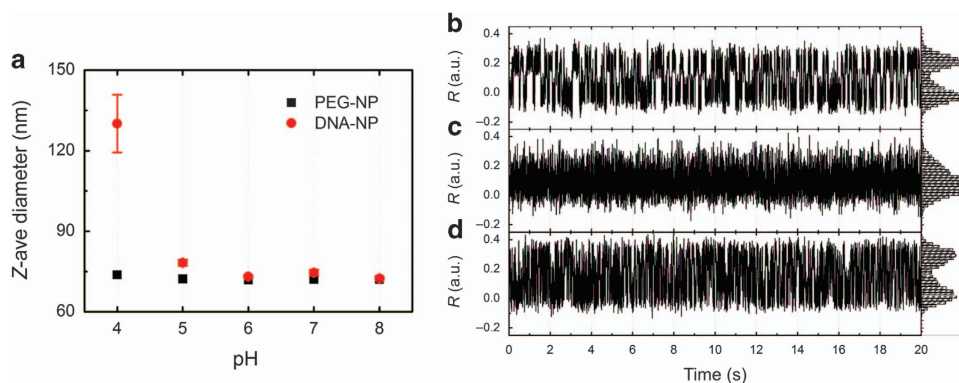 a
150
130
110
90
60
Z-ave diameter (nm)
PEG-NP
DNA-NP
4 5 6 7 8
pH
b
0.4
0.2
0.0
–0.2
R (a.u.)
c
0.4
0.2
0.0
–0.2
R (a.u.)
d
0.4
0.2
0.0
–0.2
R (a.u.)
0 2 4 6 8 10 12 14 16 18 20
Time (s)